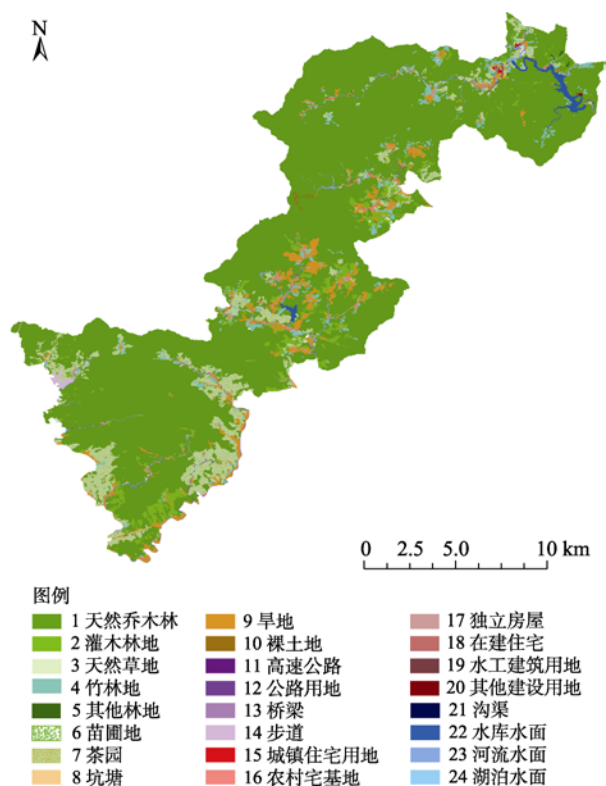 N
0 2.5 5.0 10 km
图例
1 天然乔木林 9 旱地 17 独立房屋
2 灌木林地 10 裸土地 18 在建住宅
3 天然草地 11 高速公路 19 水工建筑用地
4 竹林地 12 公路用地 20 其他建设用地
5 其他林地 13 桥梁 21 沟渠
6 苗圃地 14 步道 22 水库水面
7 茶园 15 城镇住宅用地 23 河流水面
8 坑塘 16 农村宅基地 24 湖泊水面